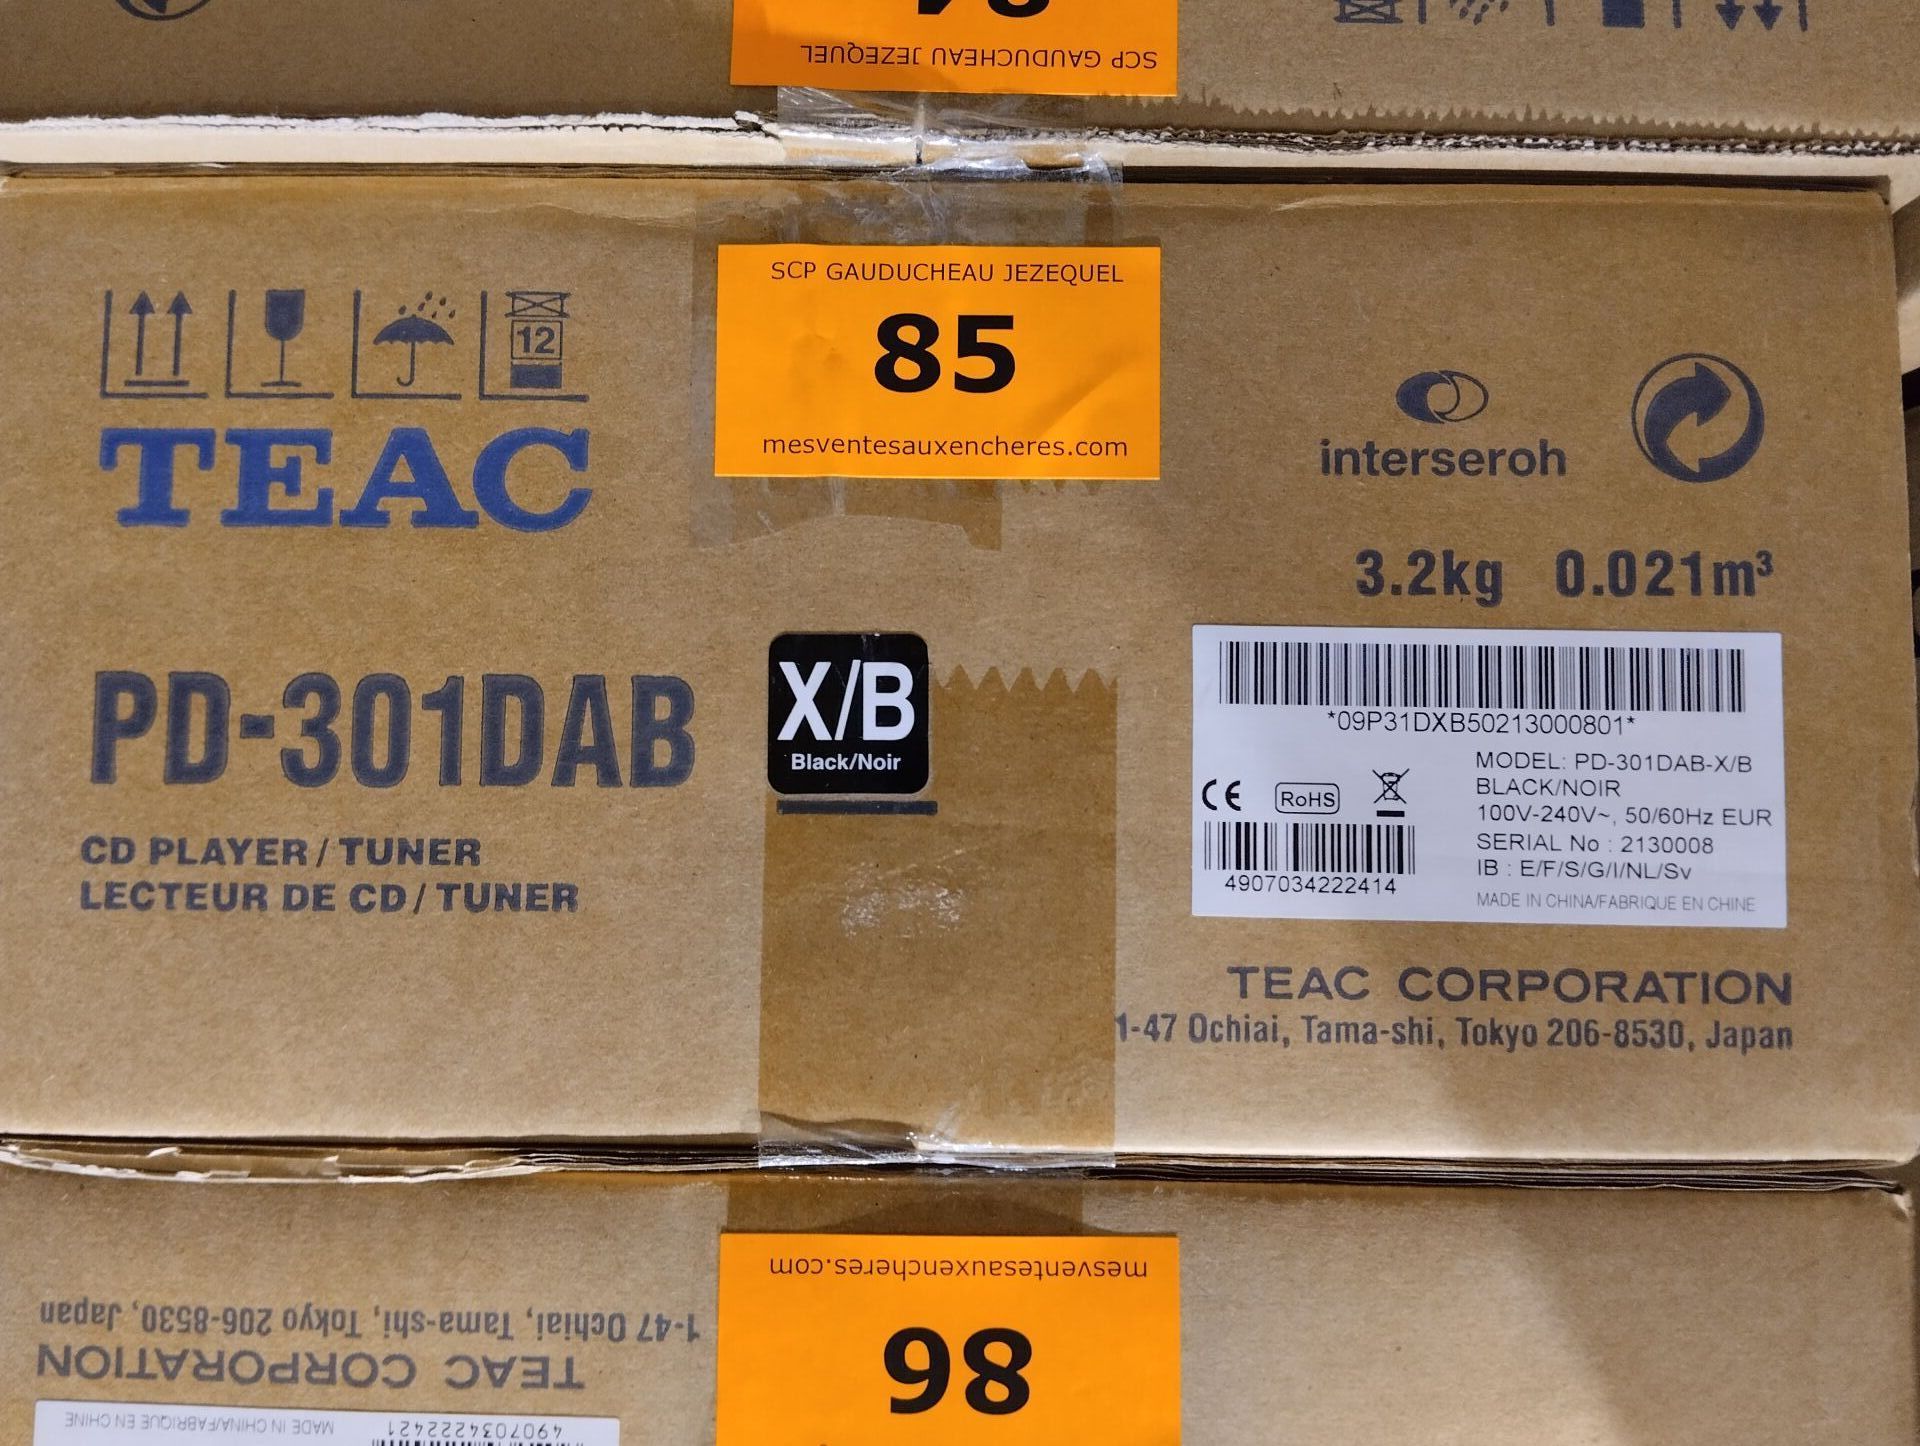 SCP GAUDUCHEAU JEZEQUEL
SCP GAUDUCHEAU JEZEQUEL
85
mesventesauxencheres.com
12
TEAC
interseroh
3.2kg 0.021m³
PD-301DAB
X/B
Black/Noir
CD PLAYER / TUNER
LECTEUR DE CD / TUNER
*09P31DXB50213000801*
MODEL: PD-301DAB-X/B
BLACK/NOIR
100V-240V~, 50/60Hz EUR
SERIAL No : 2130008
IB : E/F/S/G/I/NL/Sv
MADE IN CHINA/FABRIQUE EN CHINE
CE RoHS
4907034222414
TEAC CORPORATION
1-47 Ochiai, Tama-shi, Tokyo 206-8530, Japan
mesventesauxencheres.com
86
1-47 Ochiai, Tama-shi, Tokyo 206-8530, Japan
TEAC CORPORATION
MADE IN CHINA/FABRIQUE EN CHINE
4907034222421